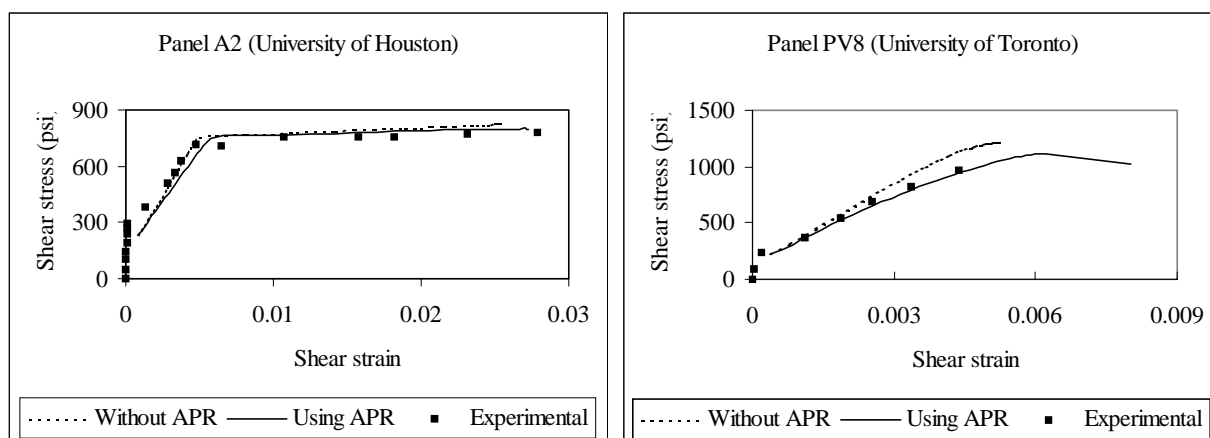 Panel A2 (University of Houston)
900
600
300
0
Shear stress (psi)
0
0.01
0.02
0.03
Shear strain
Without APR
Using APR
Experimental
Panel PV8 (University of Toronto)
1500
1000
500
0
Shear stress (psi)
0
0.003
0.006
0.009
Shear strain
Without APR
Using APR
Experimental